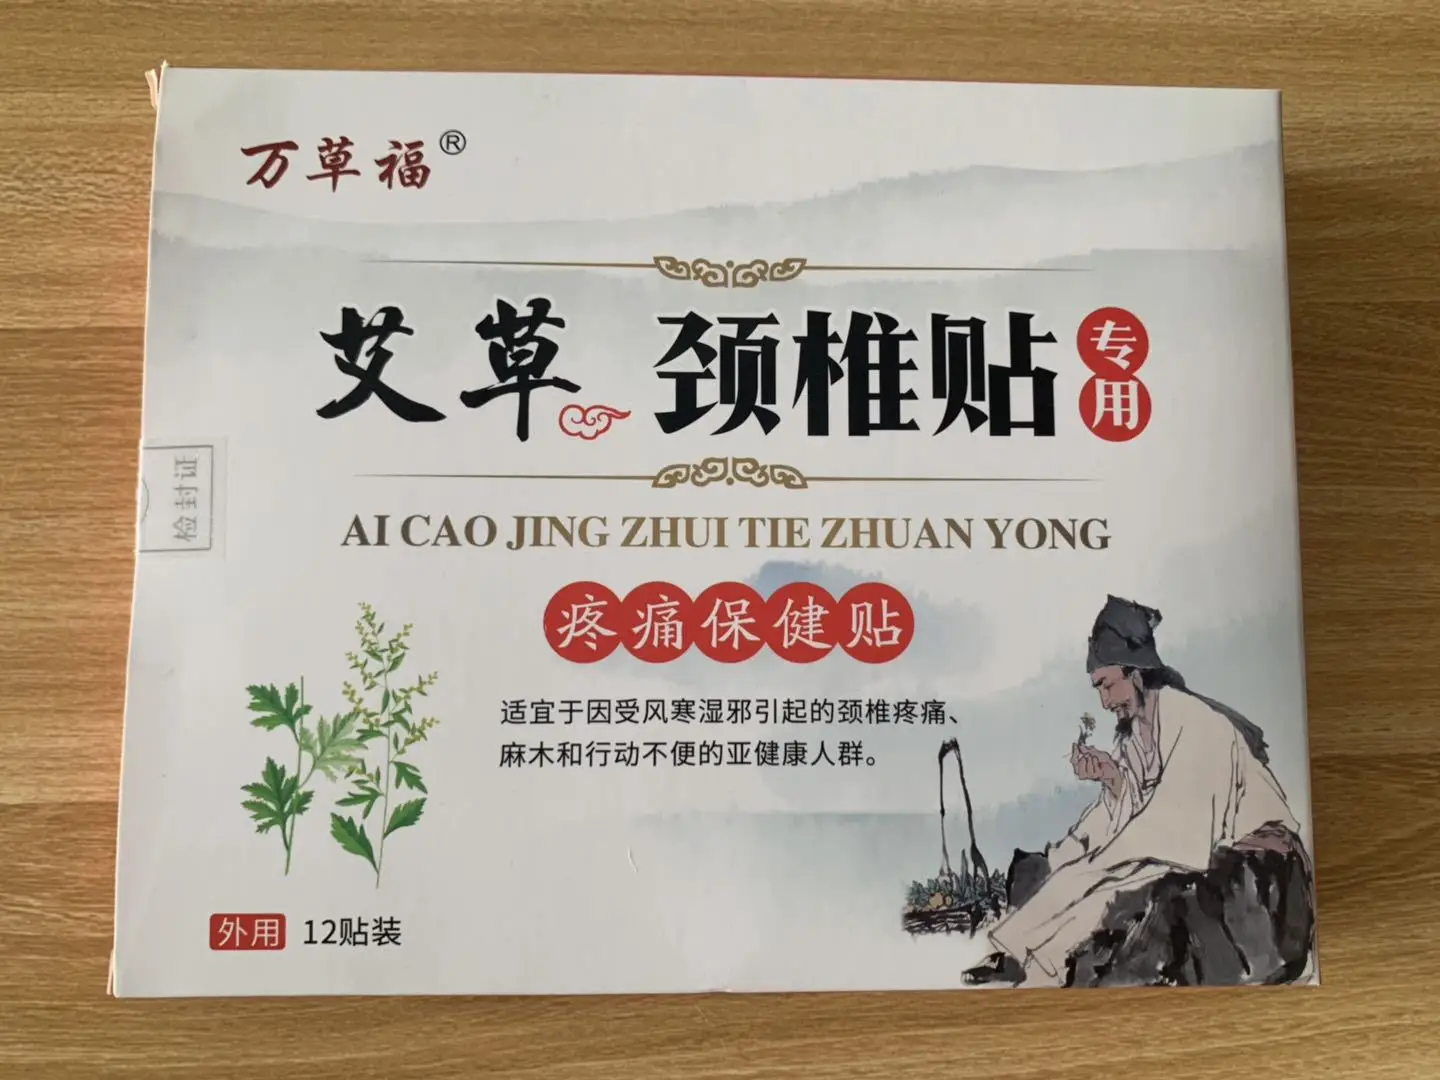 万草福®
艾草 颈椎贴 专用
AI CAO JING ZHUI TIE ZHUAN YONG
检封证
疼痛保健贴
适宜于因受风寒湿邪引起的颈椎疼痛、
麻木和行动不便的亚健康人群。
外用 12贴装